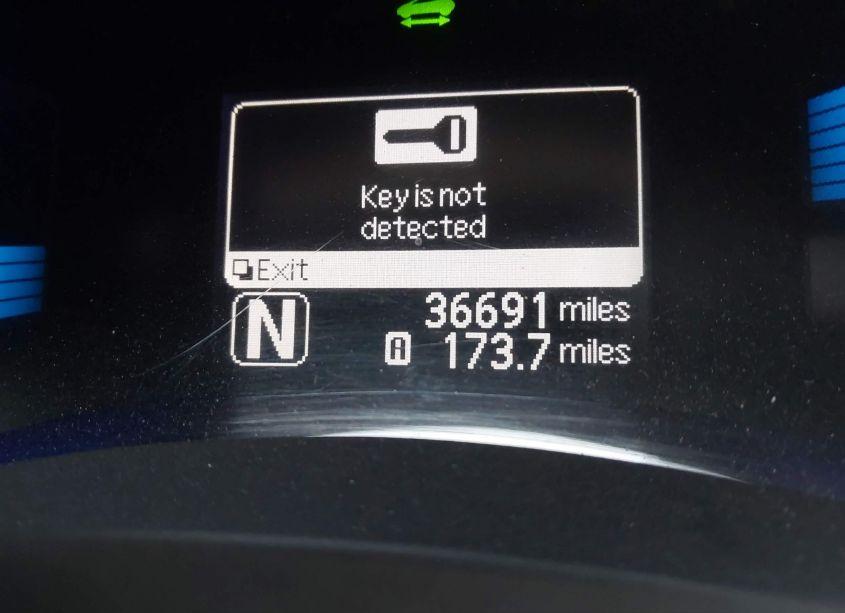 Key is not
detected
Exit
N
36691 miles
A 173.7 miles